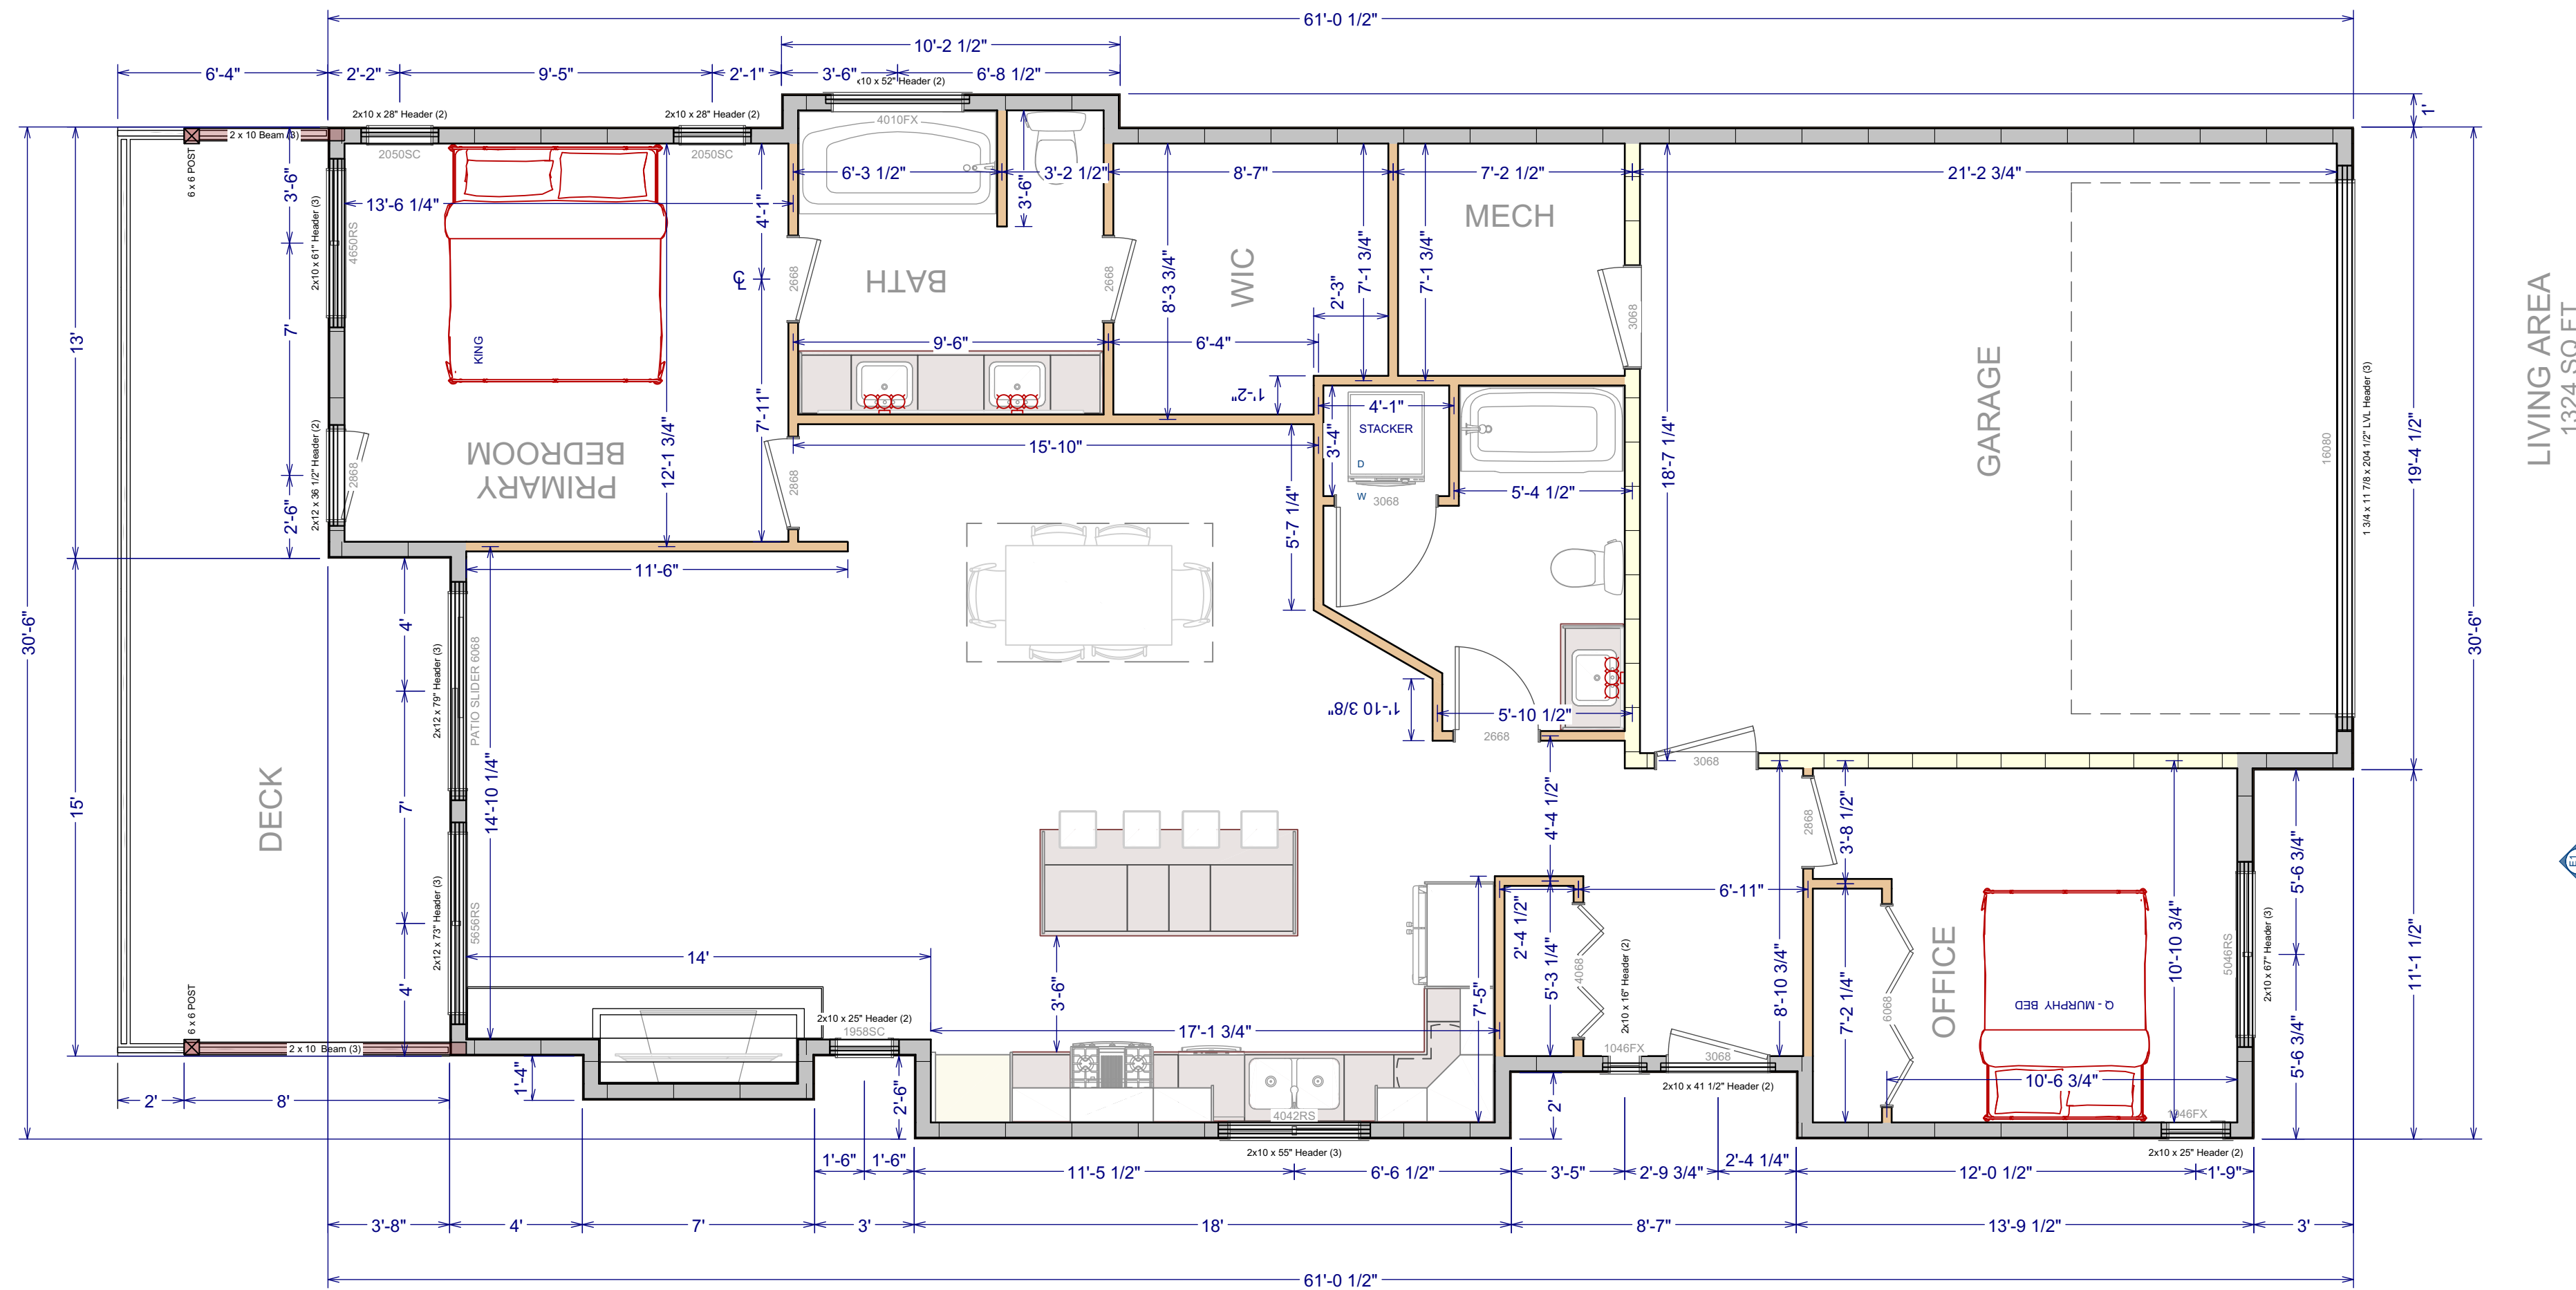 61'-0 1/2"
10'-2 1/2"
6'-4"
2'-2"
9'-5"
2'-1"
3'-6"
6'-8 1/2"
x10 x 52" Header (2)
1'
2x10 x 28" Header (2)
2x10 x 28" Header (2)
4010FX
2 x 10 Beam (3)
2050SC
2050SC
6 x 6 POST
3'-6"
6'-3 1/2"
3'-2 1/2"
8'-7"
7'-2 1/2"
21'-2 3/4"
3'-6"
13'-6 1/4"
4'-1"
MECH
2x10 x 61" Header (3)
4650RS
7'-1 3/4"
7'-1 3/4"
2668
BATH
2668
8'-3 3/4"
WIC
2'-3"
3068
℄
7'
13'
KING
9'-6"
6'-4"
GARAGE
LIVING AREA
1324 SQ FT
1'-2"
4'-1"
STACKER
3'-4"
D
W
3068
7'-11"
12'-1 3/4"
PRIMARY
BEDROOM
15'-10"
2868
2868
2x12 x 36 1/2" Header (2)
2'-6"
5'-4 1/2"
18'-7 1/4"
16080
1 3/4 x 11 7/8 x 204 1/2" LVL Header (3)
19'-4 1/2"
5'-7 1/4"
11'-6"
30'-6"
4'
30'-6"
2x12 x 79" Header (3)
PATIO SLIDER 6068
1'-10 3/8"
5'-10 1/2"
2668
3068
DECK
15'
7'
14'-10 1/4"
4'-4 1/2"
2868
3'-8 1/2"
5'-6 3/4"
6'-11"
2'-4 1/2"
5'-3 1/4"
4068
2x10 x 16" Header (2)
8'-10 3/4"
7'-2 1/4"
6068
OFFICE
10'-10 3/4"
5046RS
2x10 x 67" Header (3)
11'-1 1/2"
2x12 x 73" Header (3)
5656RS
14'
3'-6"
7'-5"
Q - MURPHY BED
4'
6 x 6 POST
2x10 x 25" Header (2)
1958SC
17'-1 3/4"
2 x 10 Beam (3)
1046FX
3068
2x10 x 41 1/2" Header (2)
10'-6 3/4"
5'-6 3/4"
2'
8'
1'-4"
2'-6"
4042RS
2'
1046FX
2x10 x 55" Header (3)
2x10 x 25" Header (2)
1'-6"
1'-6"
11'-5 1/2"
6'-6 1/2"
3'-5"
2'-9 3/4"
2'-4 1/4"
12'-0 1/2"
1'-9"
3'-8"
4'
7'
3'
18'
8'-7"
13'-9 1/2"
3'
61'-0 1/2"